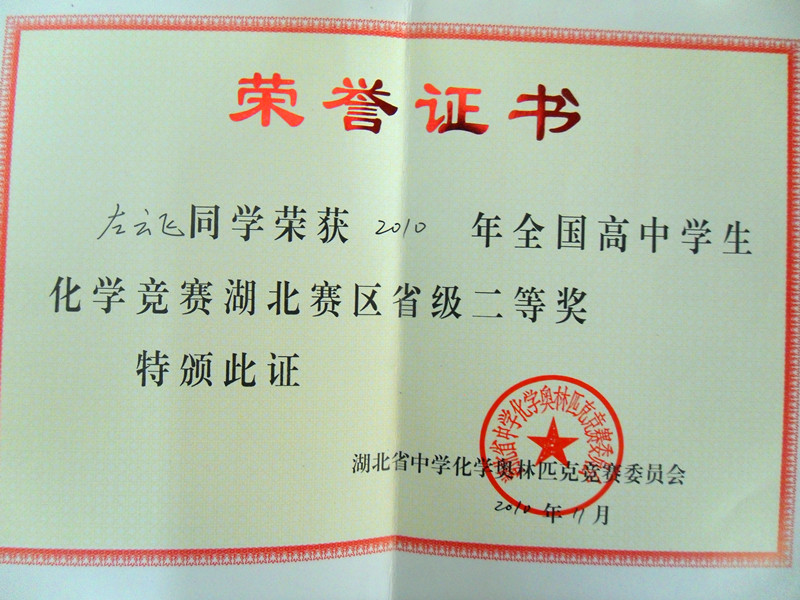 荣誉证书
左云飞同学荣获 2010 年全国高中学生
化学竞赛湖北赛区省级二等奖
特颁此证
湖北省中学化学奥林匹克竞赛委员会
湖北省中学化学奥林匹克竞赛委员会
2010 年 11 月